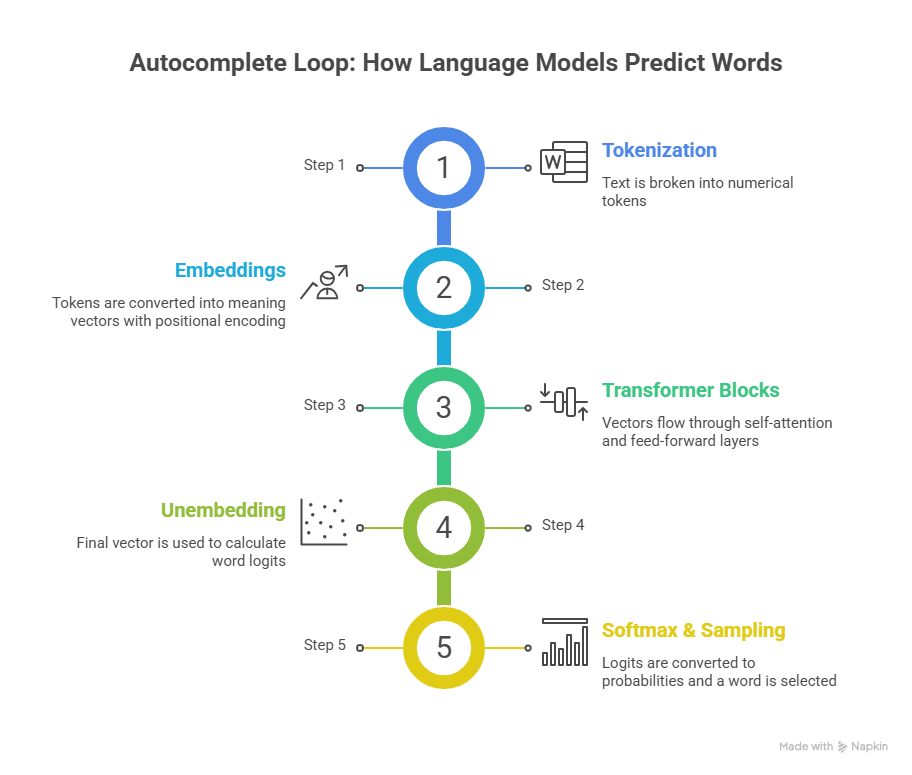 Autocomplete Loop: How Language Models Predict Words
Step 1
1
W
Tokenization
Text is broken into numerical
tokens
Embeddings
Tokens are converted into meaning
vectors with positional encoding
2
Step 2
Step 3
3
Transformer Blocks
Vectors flow through self-attention
and feed-forward layers
Unembedding
Final vector is used to calculate
word logits
4
Step 4
Step 5
5
Softmax & Sampling
Logits are converted to
probabilities and a word is selected
Made with Napkin